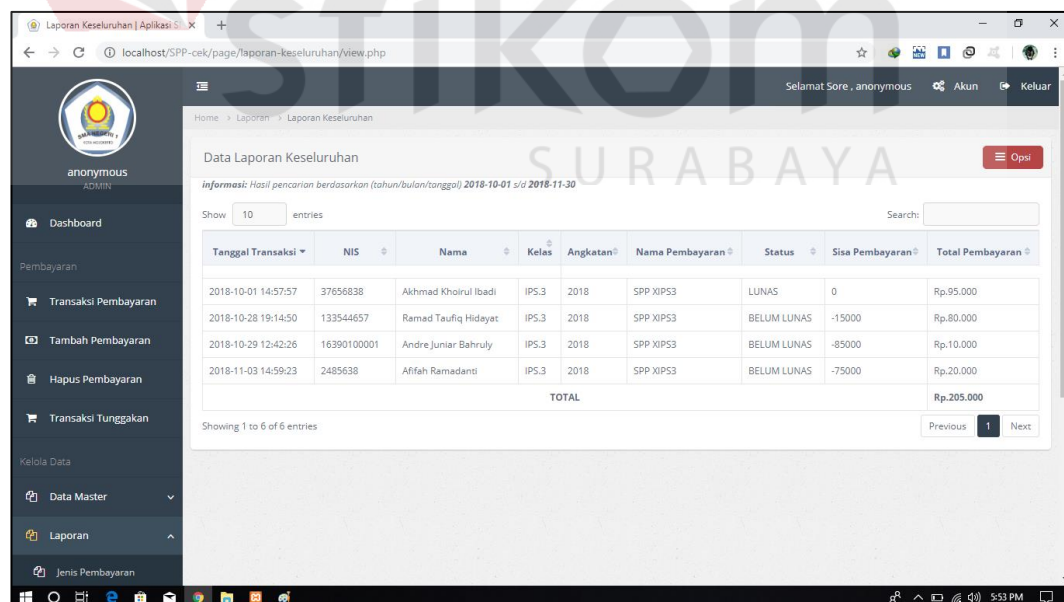 STIKOM
SURABAYA
Laporan Keseluruhan | Aplikasi S
localhost/SPP-cek/page/laporan-keseluruhan/view.php
NEW
SMA NEGERI 1
anonymous
ADMIN
Selamat Sore , anonymous
Akun
Keluar
Home > Laporan > Laporan Keseluruhan
Data Laporan Keseluruhan
Opsi
informasi: Hasil pencarian berdasarkan (tahun/bulan/tanggal) 2018-10-01 s/d 2018-11-30
Show 10 entries
Search:
Tanggal Transaksi NIS Nama Kelas Angkatan Nama Pembayaran Status Sisa Pembayaran Total Pembayaran
2018-10-01 14:57:57 37656838 Akhmad Khoirul Ibadi IPS.3 2018 SPP XIPS3 LUNAS 0 Rp.95.000
2018-10-28 19:14:50 133544657 Ramad Taufiq Hidayat IPS.3 2018 SPP XIPS3 BELUM LUNAS -15000 Rp.80.000
2018-10-29 12:42:26 16390100001 Andre Juniar Bahruly IPS.3 2018 SPP XIPS3 BELUM LUNAS -85000 Rp.10.000
2018-11-03 14:59:23 2485638 Afifah Ramadanti IPS.3 2018 SPP XIPS3 BELUM LUNAS -75000 Rp.20.000
TOTAL Rp.205.000
Showing 1 to 6 of 6 entries
Previous 1 Next
Dashboard
Pembayaran
Transaksi Pembayaran
Tambah Pembayaran
Hapus Pembayaran
Transaksi Tunggakan
Kelola Data
Data Master
Laporan
Jenis Pembayaran
5:53 PM